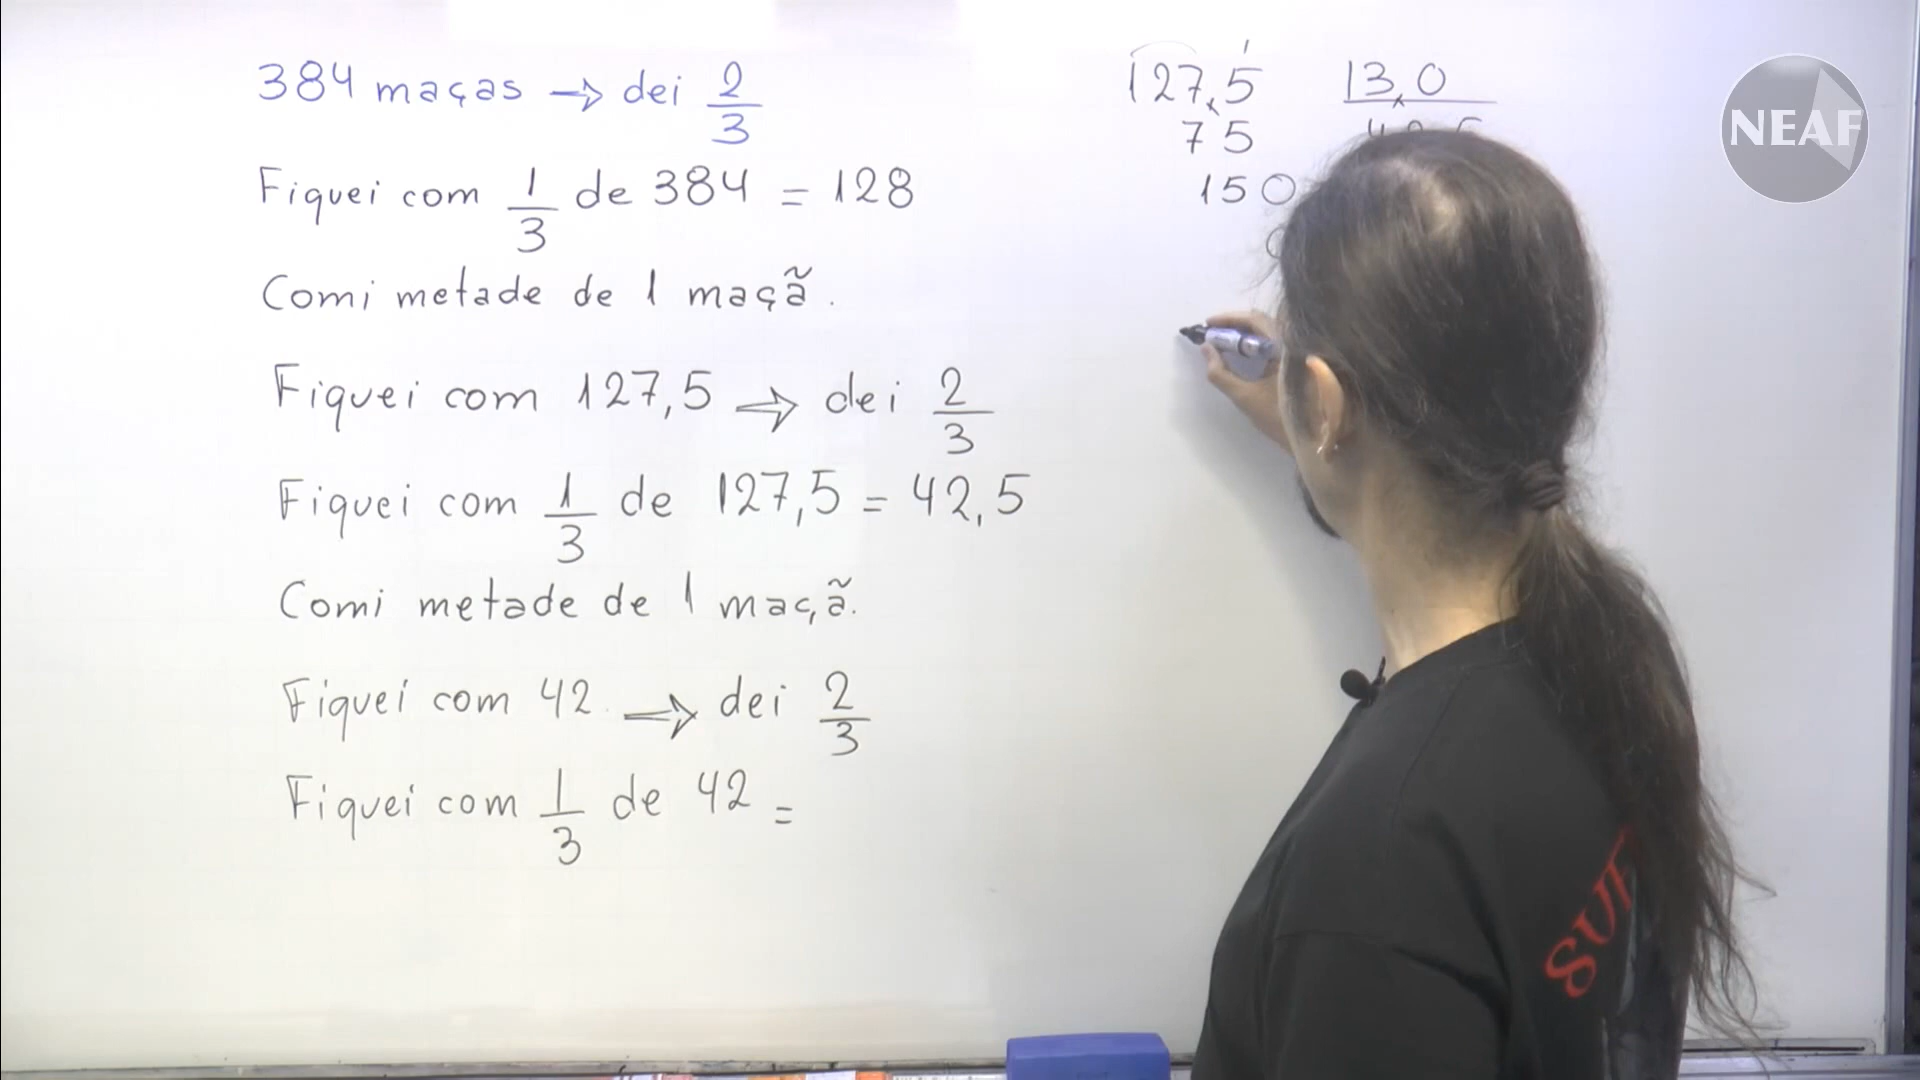 384 maças → dei 2/3
Fiquei com 1/3 de 384 = 128
Comi metade de 1 maçã.
Fiquei com 127,5 → dei 2/3
Fiquei com 1/3 de 127,5 = 42,5
Comi metade de 1 maçã.
Fiquei com 42 → dei 2/3
Fiquei com 1/3 de 42 =
127,5 | 3,0
75
150
NEAF